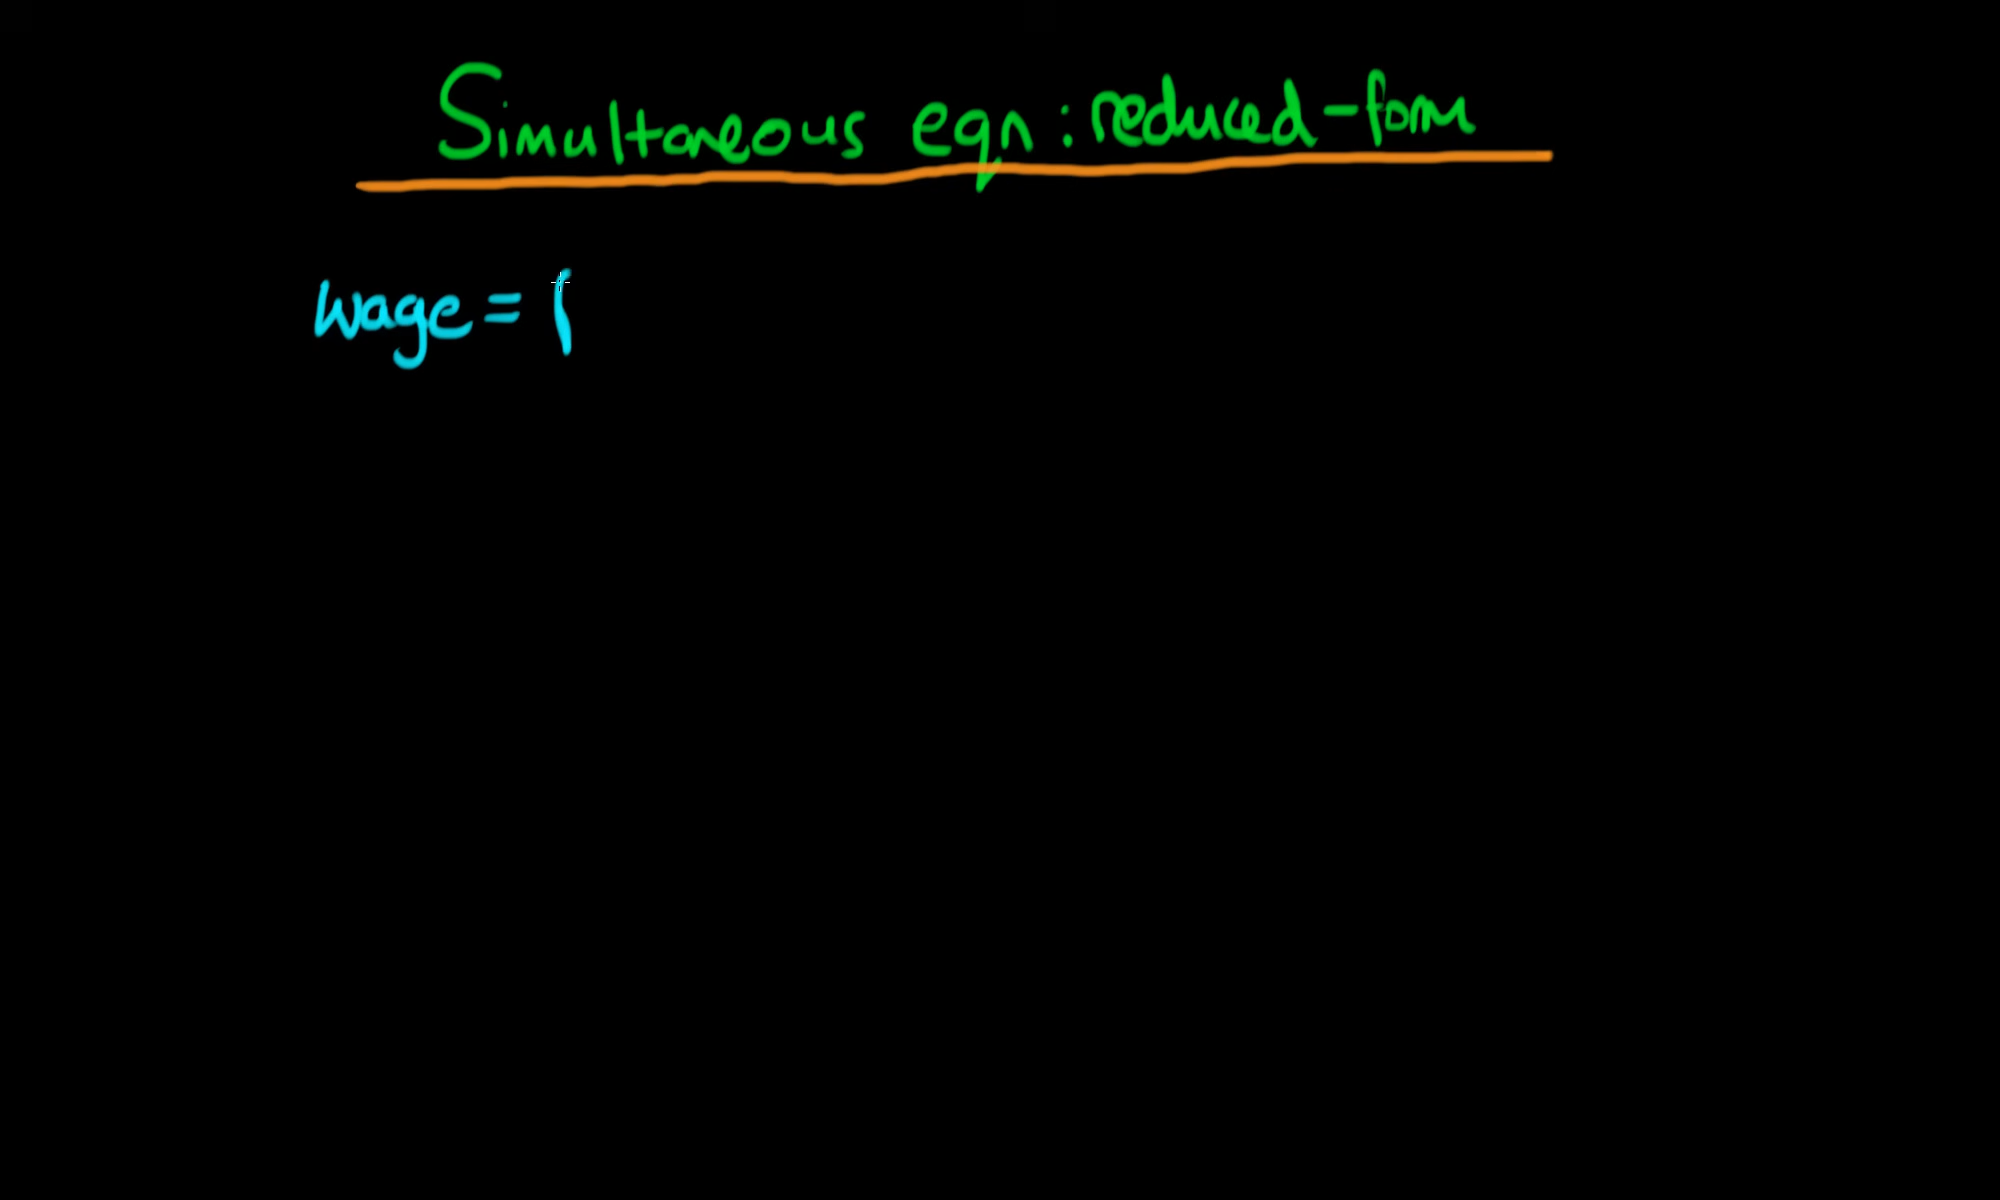 Simultaneous eqn : reduced-form
wage = (